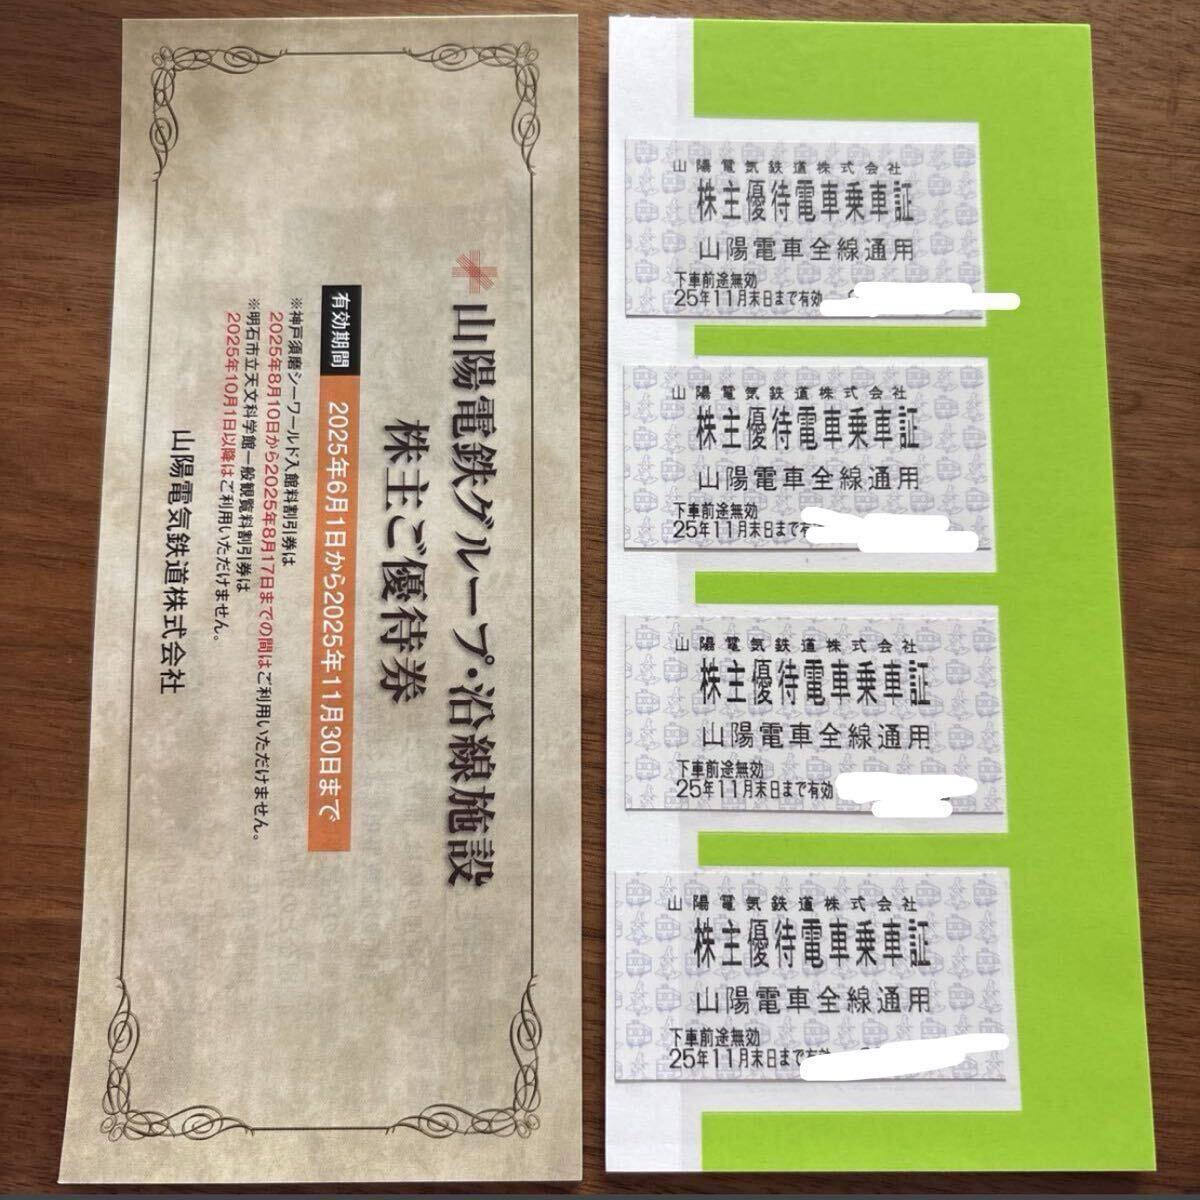 山陽電鉄グループ・沿線施設
株主ご優待券
有効期間 2025年6月1日から2025年11月30日まで
※神戸須磨シーワールド入館料割引券は
2025年8月10日から2025年8月17日までの間はご利用いただけません。
※明石市立天文科学館一般観覧料割引券は
2025年10月1日以降はご利用いただけません。
山陽電気鉄道株式会社
山陽電気鉄道株式会社
株主優待電車乗車証
山陽電車全線通用
下車前途無効
25年11月末日まで有効
山陽電気鉄道株式会社
株主優待電車乗車証
山陽電車全線通用
下車前途無効
25年11月末日まで有
山陽電気鉄道株式会社
株主優待電車乗車証
山陽電車全線通用
下車前途無効
25年11月末日まで有効
山陽電気鉄道株式会社
株主優待電車乗車証
山陽電車全線通用
下車前途無効
25年11月末日まで有効